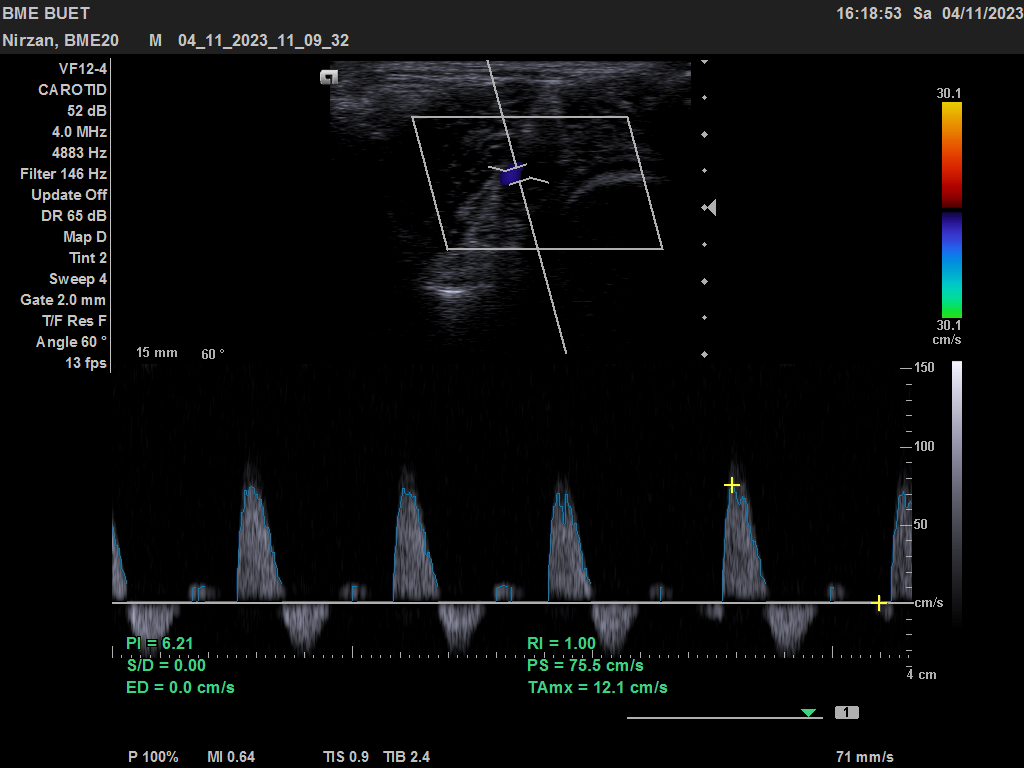 BME BUET 16:18:53 Sa 04/11/2023
Nirzan, BME20 M 04_11_2023_11_09_32
VF12-4
CAROTID
52 dB
4.0 MHz
4883 Hz
Filter 146 Hz
Update Off
DR 65 dB
Map D
Tint 2
Sweep 4
Gate 2.0 mm
T/F Res F
Angle 60 °
13 fps
15 mm 60 °
30.1
30.1
cm/s
150
100
50
cm/s
4 cm
PI = 6.21
S/D = 0.00
ED = 0.0 cm/s
RI = 1.00
PS = 75.5 cm/s
TAmx = 12.1 cm/s
1
P 100% MI 0.64 TIS 0.9 TIB 2.4 71 mm/s